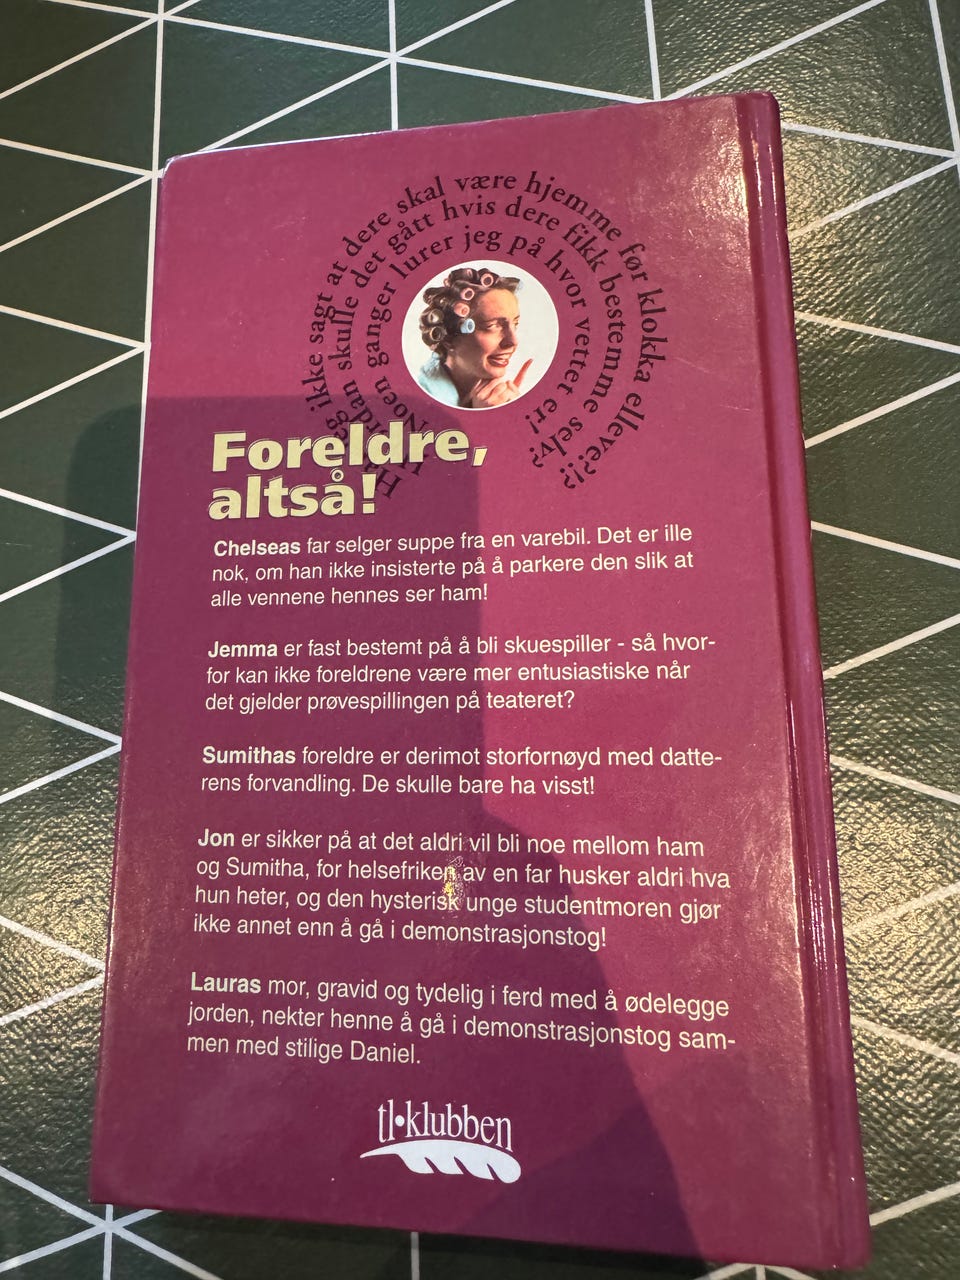 Har jeg ikke sagt at dere skal være hjemme før klokka elleve?!?
Hvordan skulle det gått hvis dere fikk bestemme selv?
Noen ganger lurer jeg på hvor vettet er!
Foreldre,
altså!
Chelseas far selger suppe fra en varebil. Det er ille
nok, om han ikke insisterte på å parkere den slik at
alle vennene hennes ser ham!
Jemma er fast bestemt på å bli skuespiller - så hvor-
for kan ikke foreldrene være mer entusiastiske når
det gjelder prøvespillingen på teateret?
Sumithas foreldre er derimot storfornøyd med datte-
rens forvandling. De skulle bare ha visst!
Jon er sikker på at det aldri vil bli noe mellom ham
og Sumitha, for helsefriken av en far husker aldri hva
hun heter, og den hysterisk unge studentmoren gjør
ikke annet enn å gå i demonstrasjonstog!
Lauras mor, gravid og tydelig i ferd med å ødelegge
jorden, nekter henne å gå i demonstrasjonstog sam-
men med stilige Daniel.
tl•klubben